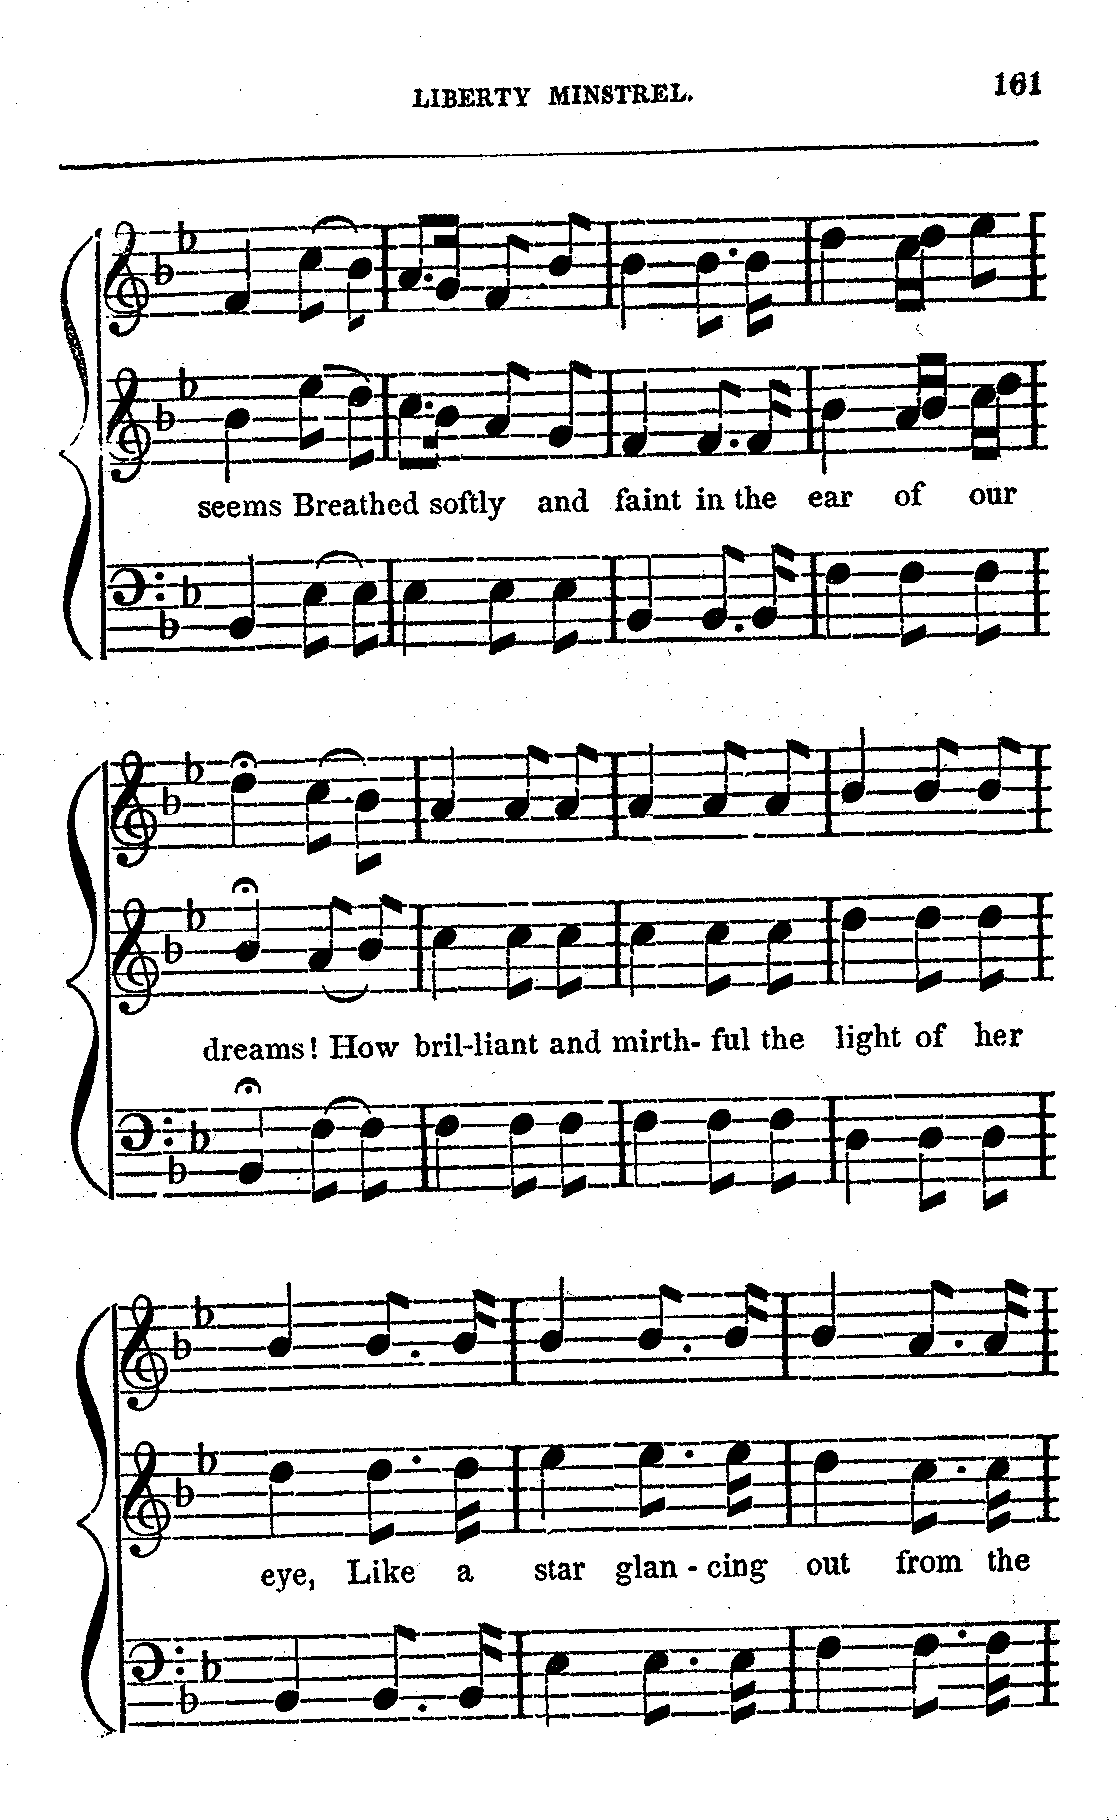 LIBERTY MINSTREL. 161
seems Breathed softly and faint in the ear of our
dreams! How bril-liant and mirth- ful the light of her
eye, Like a star glan - cing out from the